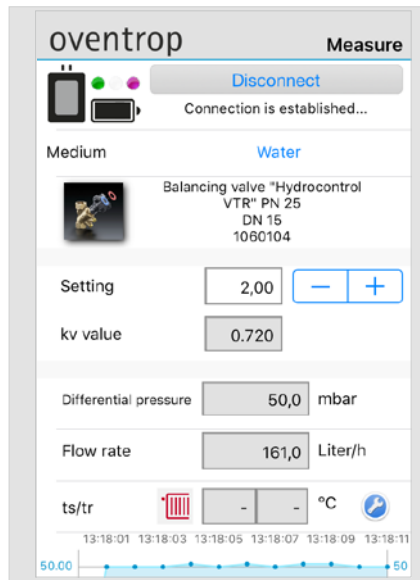 oventrop
Measure
Disconnect
Connection is established...
Medium Water
Balancing valve "Hydrocontrol
VTR" PN 25
DN 15
1060104
Setting 2,00 − +
kv value 0.720
Differential pressure 50,0 mbar
Flow rate 161,0 Liter/h
ts/tr - - °C
13:18:01 13:18:03 13:18:05 13:18:07 13:18:09 13:18:11
50.00 50